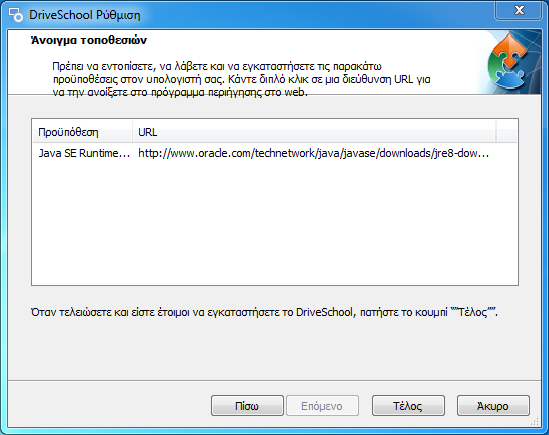 DriveSchool Ρύθμιση
Άνοιγμα τοποθεσιών
Πρέπει να εντοπίσετε, να λάβετε και να εγκαταστήσετε τις παρακάτω
προϋποθέσεις στον υπολογιστή σας. Κάντε διπλό κλικ σε μια διεύθυνση URL για
να την ανοίξετε στο πρόγραμμα περιήγησης στο web.
Προϋπόθεση URL
Java SE Runtime... http://www.oracle.com/technetwork/java/javase/downloads/jre8-dow...
Όταν τελειώσετε και είστε έτοιμοι να εγκαταστήσετε το DriveSchool, πατήστε το κουμπί ""Τέλος"".
Πίσω Επόμενο Τέλος Άκυρο